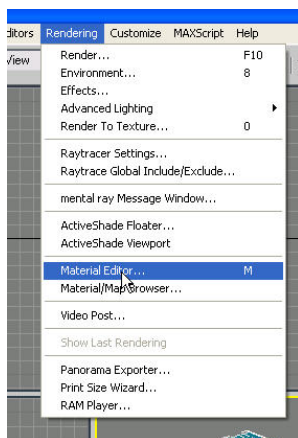 ditors Rendering Customize MAXScript Help
View
Render... F10
Environment... 8
Effects...
Advanced Lighting
Render To Texture... 0
Raytracer Settings...
Raytrace Global Include/Exclude...
mental ray Message Window...
ActiveShade Floater...
ActiveShade Viewport
Material Editor... M
Material/Map Browser...
Video Post...
Show Last Rendering
Panorama Exporter...
Print Size Wizard...
RAM Player...